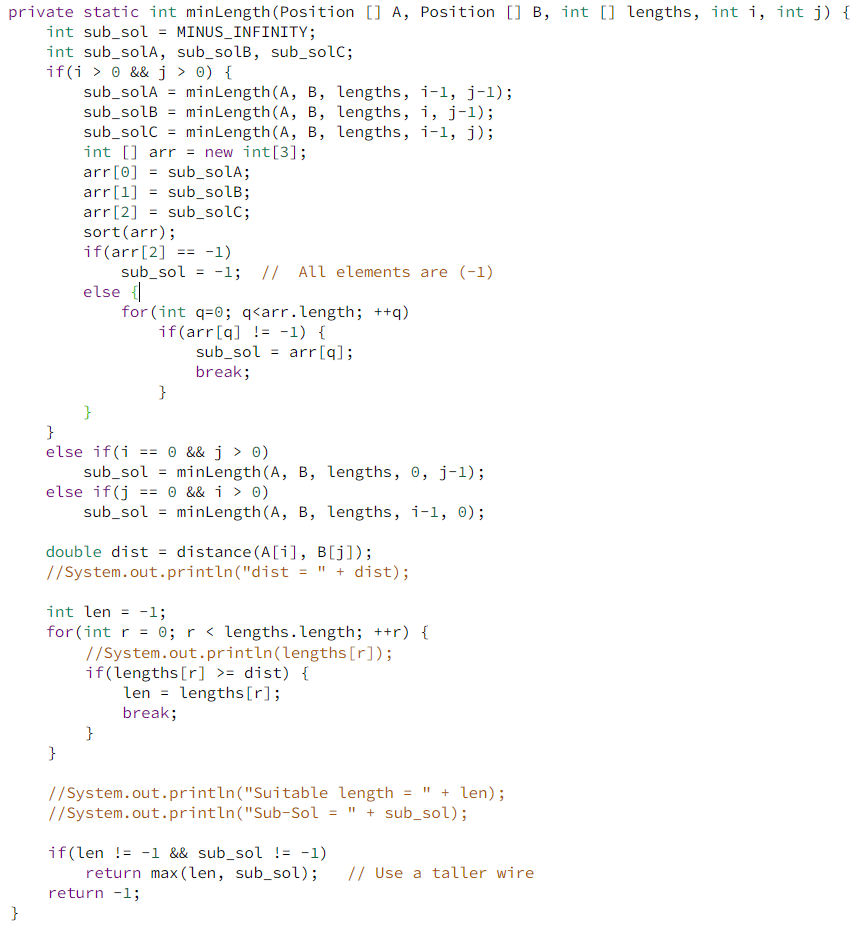 private static int minLength(Position [] A, Position [] B, int [] lengths, int i, int j) {
    int sub_sol = MINUS_INFINITY;
    int sub_solA, sub_solB, sub_solC;
    if(i > 0 && j > 0) {
        sub_solA = minLength(A, B, lengths, i-1, j-1);
        sub_solB = minLength(A, B, lengths, i, j-1);
        sub_solC = minLength(A, B, lengths, i-1, j);
        int [] arr = new int[3];
        arr[0] = sub_solA;
        arr[1] = sub_solB;
        arr[2] = sub_solC;
        sort(arr);
        if(arr[2] == -1)
            sub_sol = -1;  //  All elements are (-1)
        else {
            for(int q=0; q<arr.length; ++q)
                if(arr[q] != -1) {
                    sub_sol = arr[q];
                    break;
                }
        }
    }
    else if(i == 0 && j > 0)
        sub_sol = minLength(A, B, lengths, 0, j-1);
    else if(j == 0 && i > 0)
        sub_sol = minLength(A, B, lengths, i-1, 0);

    double dist = distance(A[i], B[j]);
    //System.out.println("dist = " + dist);

    int len = -1;
    for(int r = 0; r < lengths.length; ++r) {
        //System.out.println(lengths[r]);
        if(lengths[r] >= dist) {
            len = lengths[r];
            break;
        }
    }

    //System.out.println("Suitable length = " + len);
    //System.out.println("Sub-Sol = " + sub_sol);

    if(len != -1 && sub_sol != -1)
        return max(len, sub_sol);   // Use a taller wire
    return -1;
}